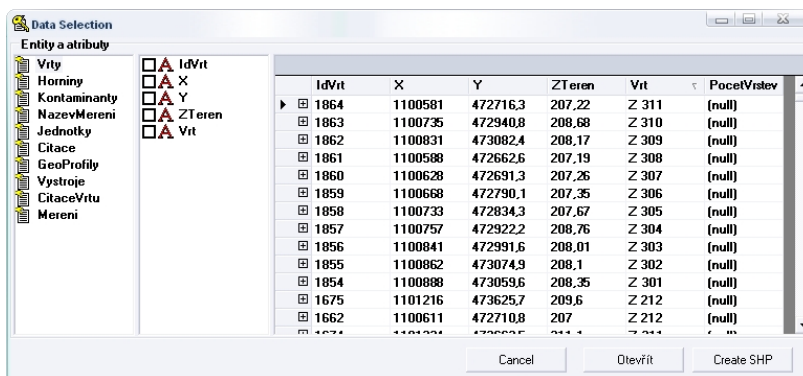 Data Selection
Entity a atributy
Vrty
Horniny
Kontaminanty
NazevMereni
Jednotky
Citace
GeoProfily
Vystroje
CitaceVrtu
Mereni
IdVrt
X
Y
ZTeren
Vrt
IdVrt X Y ZTeren Vrt PocetVrstev
1864 1100581 472716,3 207,22 Z 311 (null)
1863 1100735 472940,8 208,68 Z 310 (null)
1862 1100831 473082,4 208,17 Z 309 (null)
1861 1100588 472662,6 207,19 Z 308 (null)
1860 1100628 472691,3 207,26 Z 307 (null)
1859 1100668 472790,1 207,35 Z 306 (null)
1858 1100733 472834,3 207,67 Z 305 (null)
1857 1100757 472922,2 208,76 Z 304 (null)
1856 1100841 472991,6 208,01 Z 303 (null)
1855 1100862 473074,9 208,1 Z 302 (null)
1854 1100888 473059,6 208,35 Z 301 (null)
1675 1101216 473625,7 209,6 Z 212 (null)
1662 1100611 472710,8 207 Z 212 (null)
Cancel Otevřít Create SHP